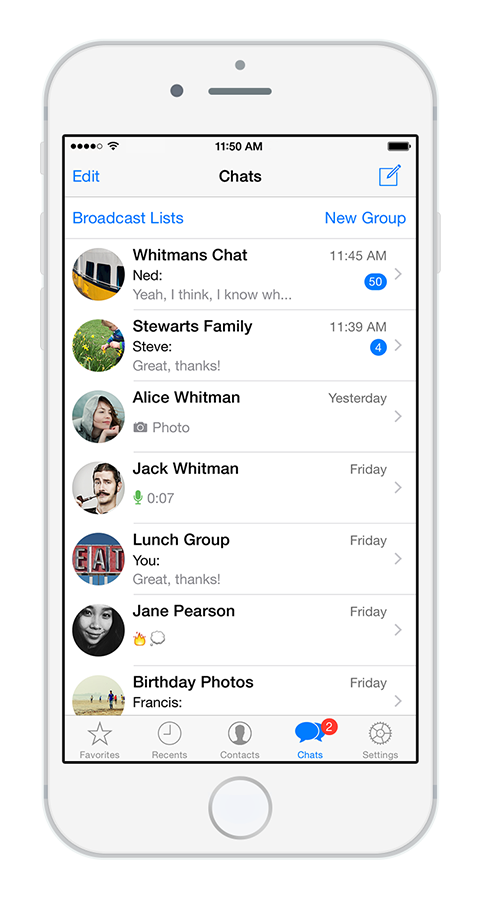 11:50 AM
Edit Chats
Broadcast Lists New Group
Whitmans Chat 11:45 AM
Ned: 50
Yeah, I think, I know wh...
Stewarts Family 11:39 AM
Steve: 4
Great, thanks!
Alice Whitman Yesterday
Photo
Jack Whitman Friday
0:07
EAT
Lunch Group Friday
You:
Great, thanks!
Jane Pearson Friday
🔥💭
Birthday Photos Friday
Francis:
2
Favorites Recents Contacts Chats Settings